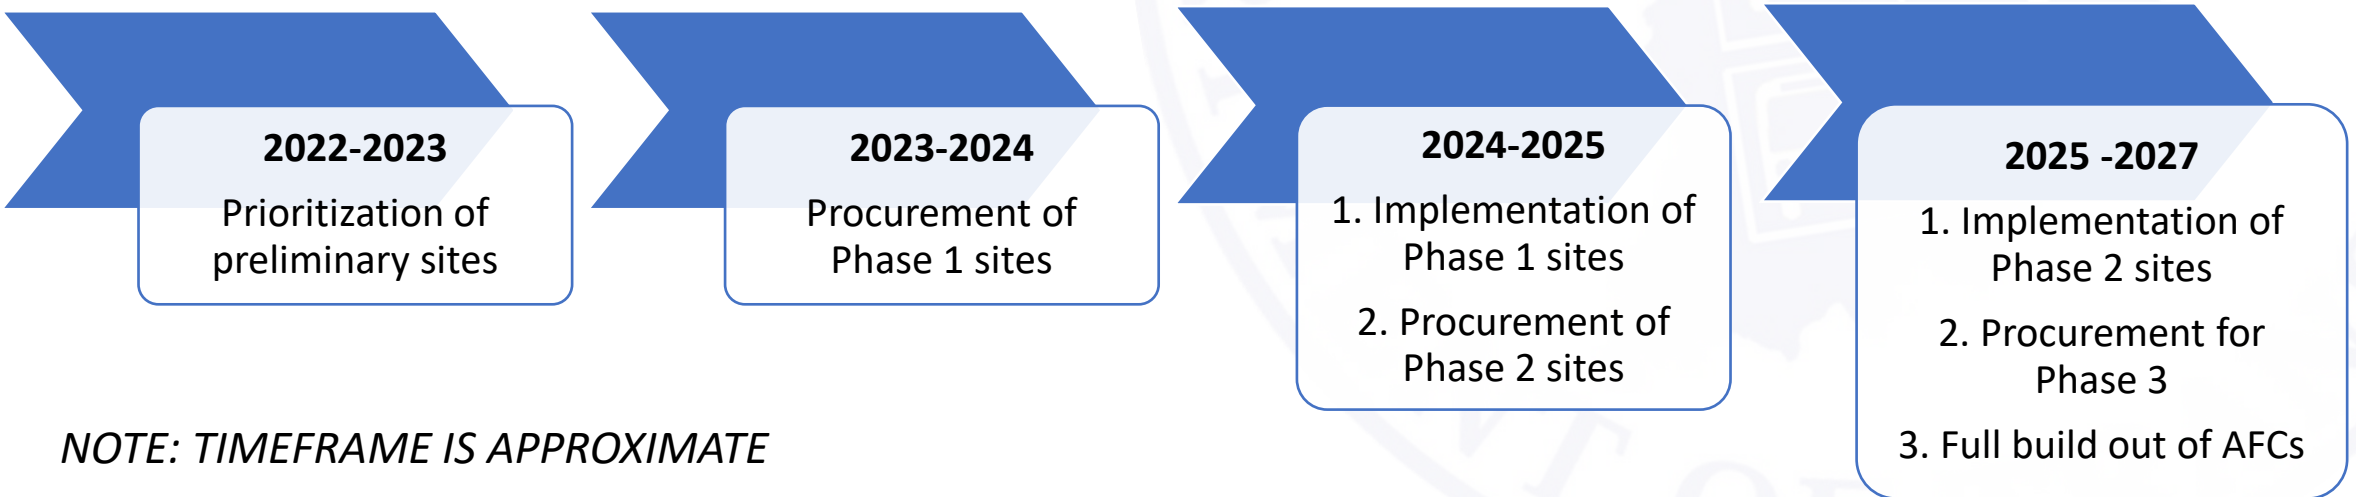 2022-2023
Prioritization of
preliminary sites
2023-2024
Procurement of
Phase 1 sites
2024-2025
1. Implementation of
Phase 1 sites
2. Procurement of
Phase 2 sites
2025 -2027
1. Implementation of
Phase 2 sites
2. Procurement for
Phase 3
3. Full build out of AFCs
NOTE: TIMEFRAME IS APPROXIMATE